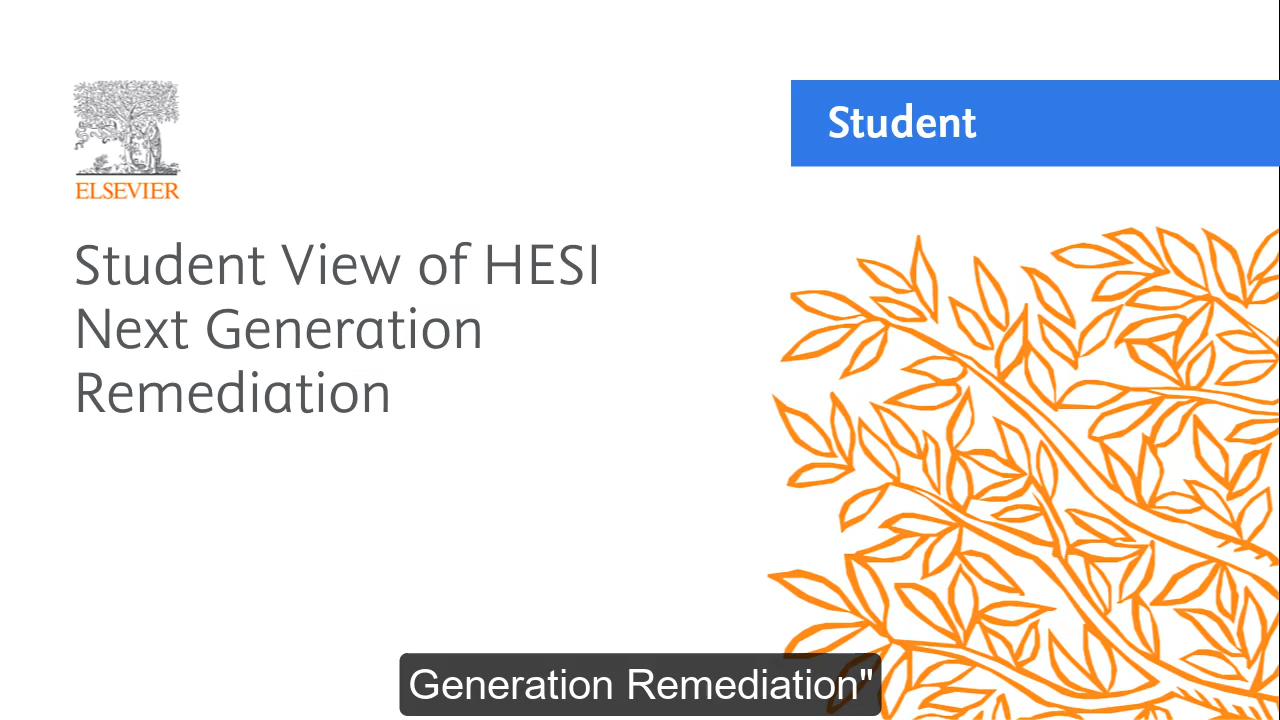 ELSEVIER
Student
Student View of HESI
Next Generation
Remediation
Generation Remediation"